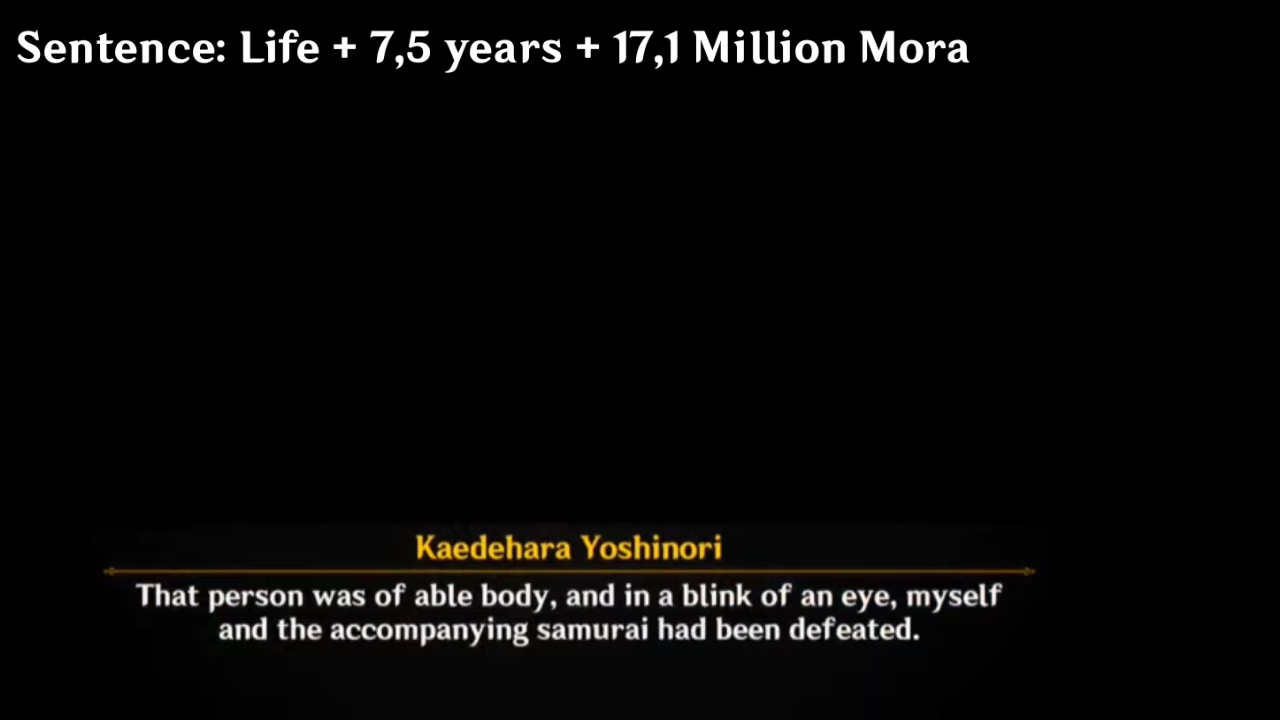 Sentence: Life + 7,5 years + 17,1 Million Mora
Kaedehara Yoshinori
That person was of able body, and in a blink of an eye, myself
and the accompanying samurai had been defeated.